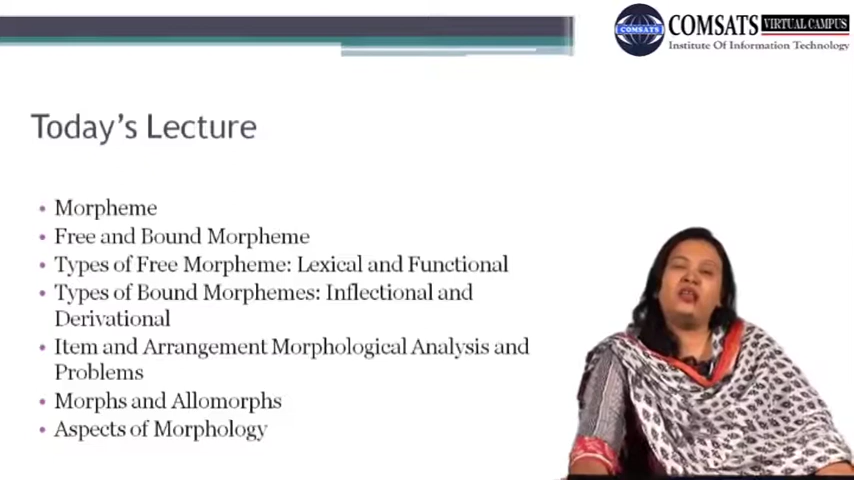 COMSATS VIRTUAL CAMPUS
COMSATS
Institute Of Information Technology
Today's Lecture
• Morpheme
• Free and Bound Morpheme
• Types of Free Morpheme: Lexical and Functional
• Types of Bound Morphemes: Inflectional and
Derivational
• Item and Arrangement Morphological Analysis and
Problems
• Morphs and Allomorphs
• Aspects of Morphology